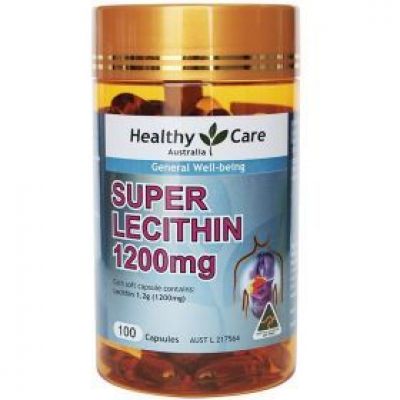 Healthy Care
Australia
General Well-being
SUPER
LECITHIN
1200mg
Each soft capsule contains:
Lecithin 1.2g (1200mg)
100 Capsules AUST L 217564